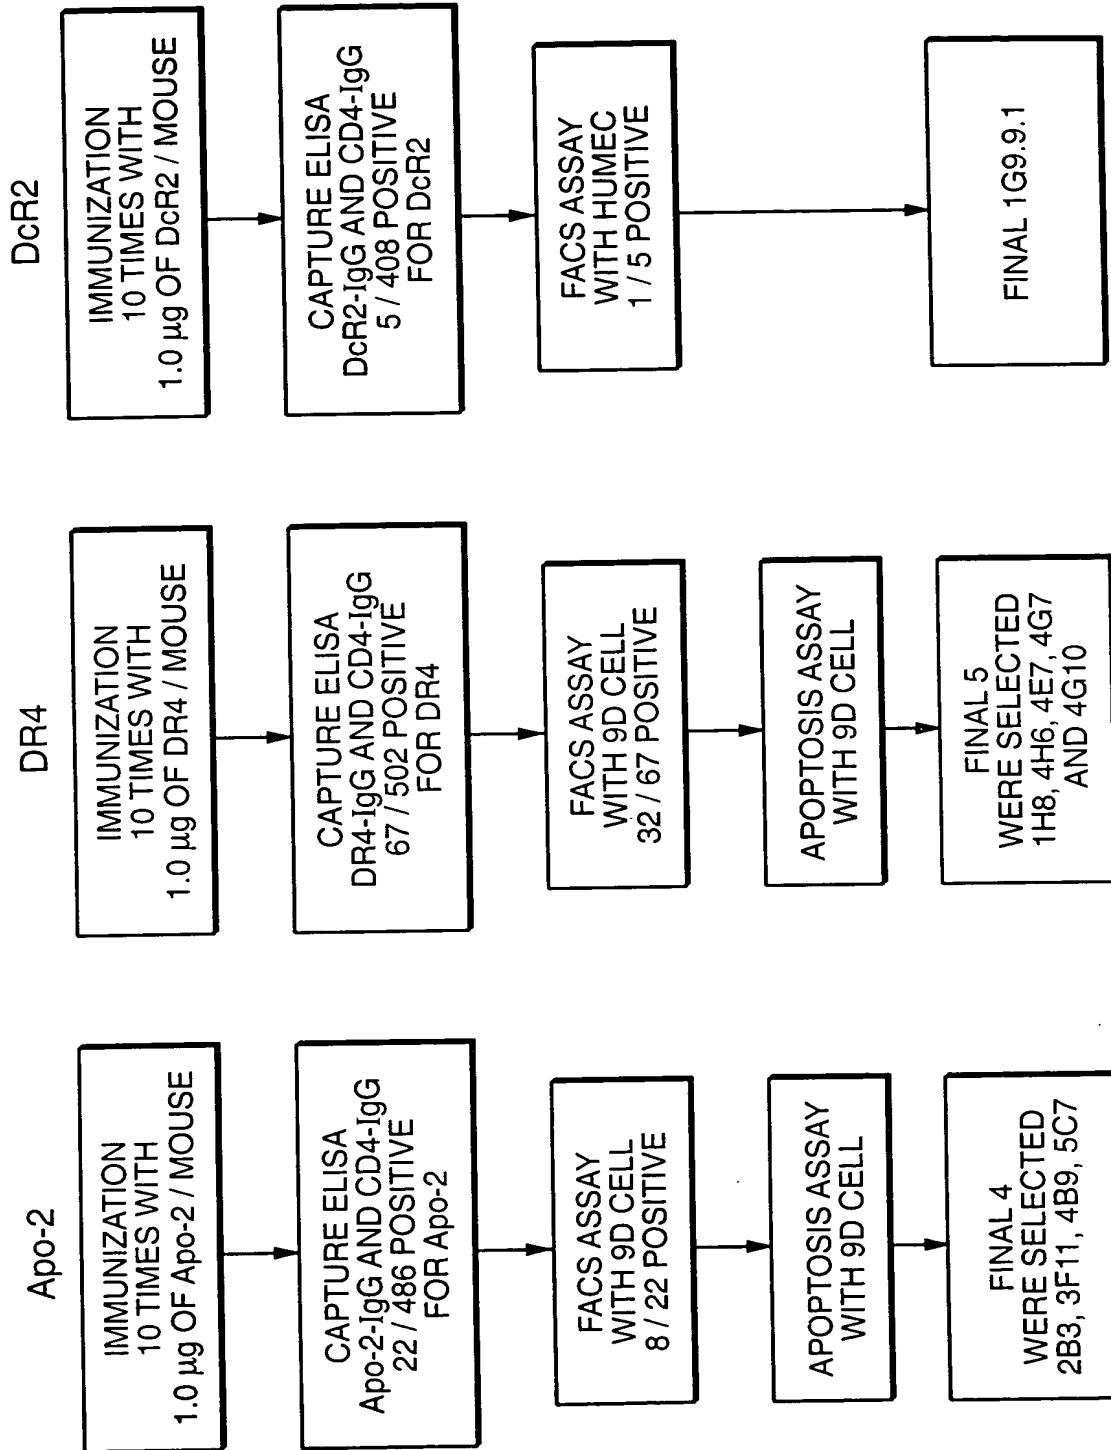 Apo-2
IMMUNIZATION
10 TIMES WITH
1.0 µg OF Apo-2 / MOUSE
CAPTURE ELISA
Apo-2-IgG AND CD4-IgG
22 / 486 POSITIVE
FOR Apo-2
FACS ASSAY
WITH 9D CELL
8 / 22 POSITIVE
APOPTOSIS ASSAY
WITH 9D CELL
FINAL 4
WERE SELECTED
2B3, 3F11, 4B9, 5C7
DR4
IMMUNIZATION
10 TIMES WITH
1.0 µg OF DR4 / MOUSE
CAPTURE ELISA
DR4-IgG AND CD4-IgG
67 / 502 POSITIVE
FOR DR4
FACS ASSAY
WITH 9D CELL
32 / 67 POSITIVE
APOPTOSIS ASSAY
WITH 9D CELL
FINAL 5
WERE SELECTED
1H8, 4H6, 4E7, 4G7
AND 4G10
DcR2
IMMUNIZATION
10 TIMES WITH
1.0 µg OF DcR2 / MOUSE
CAPTURE ELISA
DcR2-IgG AND CD4-IgG
5 / 408 POSITIVE
FOR DcR2
FACS ASSAY
WITH HUMEC
1 / 5 POSITIVE
FINAL 1G9.9.1